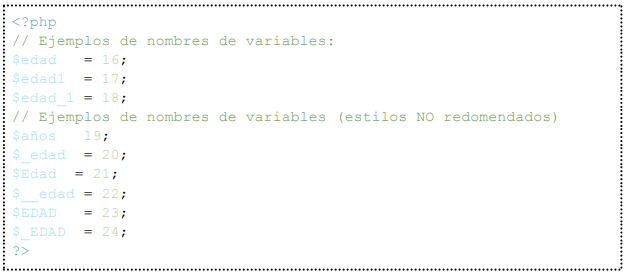 <?php
// Ejemplos de nombres de variables:
$edad   = 16;
$edad1  = 17;
$edad_1 = 18;
// Ejemplos de nombres de variables (estilos NO redomendados)
$años   19;
$_edad  = 20;
$Edad  = 21;
$__edad = 22;
$EDAD   = 23;
$_EDAD  = 24;
?>